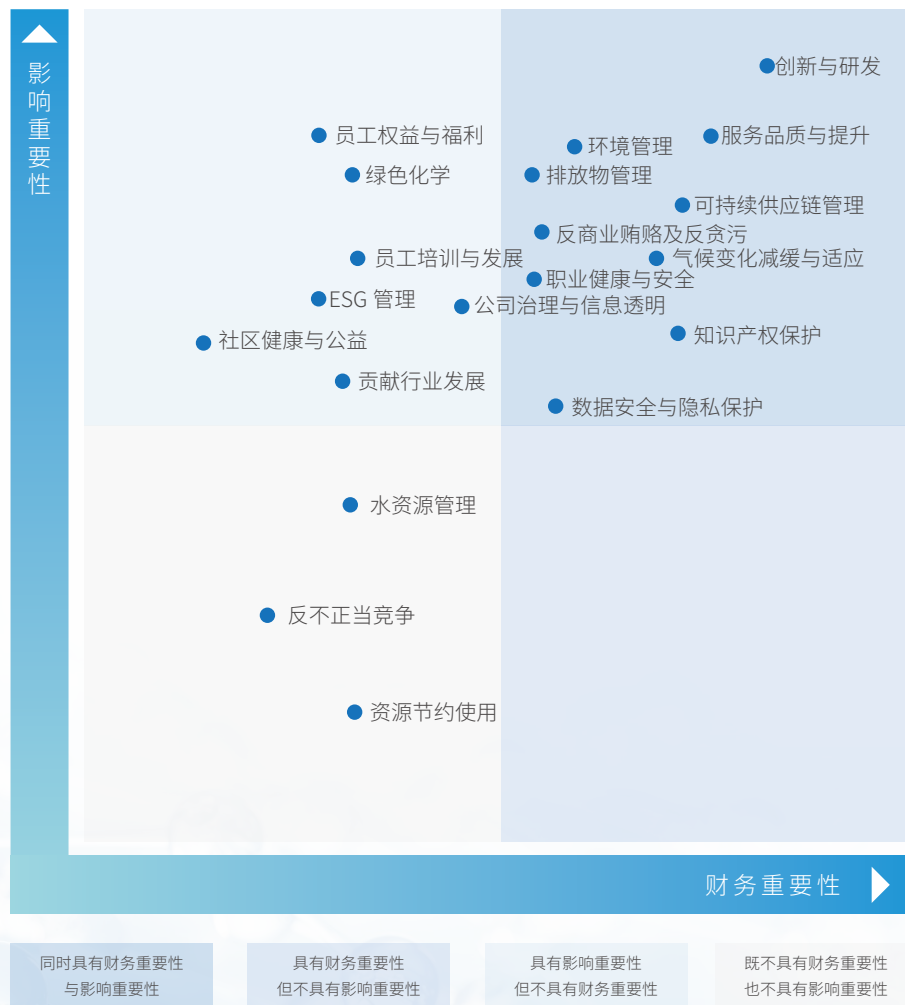 影响重要性
创新与研发
员工权益与福利
服务品质与提升
环境管理
绿色化学
排放物管理
可持续供应链管理
反商业贿赂及反贪污
员工培训与发展
气候变化减缓与适应
职业健康与安全
ESG 管理
公司治理与信息透明
社区健康与公益
知识产权保护
贡献行业发展
数据安全与隐私保护
水资源管理
反不正当竞争
资源节约使用
财务重要性
同时具有财务重要性
与影响重要性
具有财务重要性
但不具有影响重要性
具有影响重要性
但不具有财务重要性
既不具有财务重要性
也不具有影响重要性